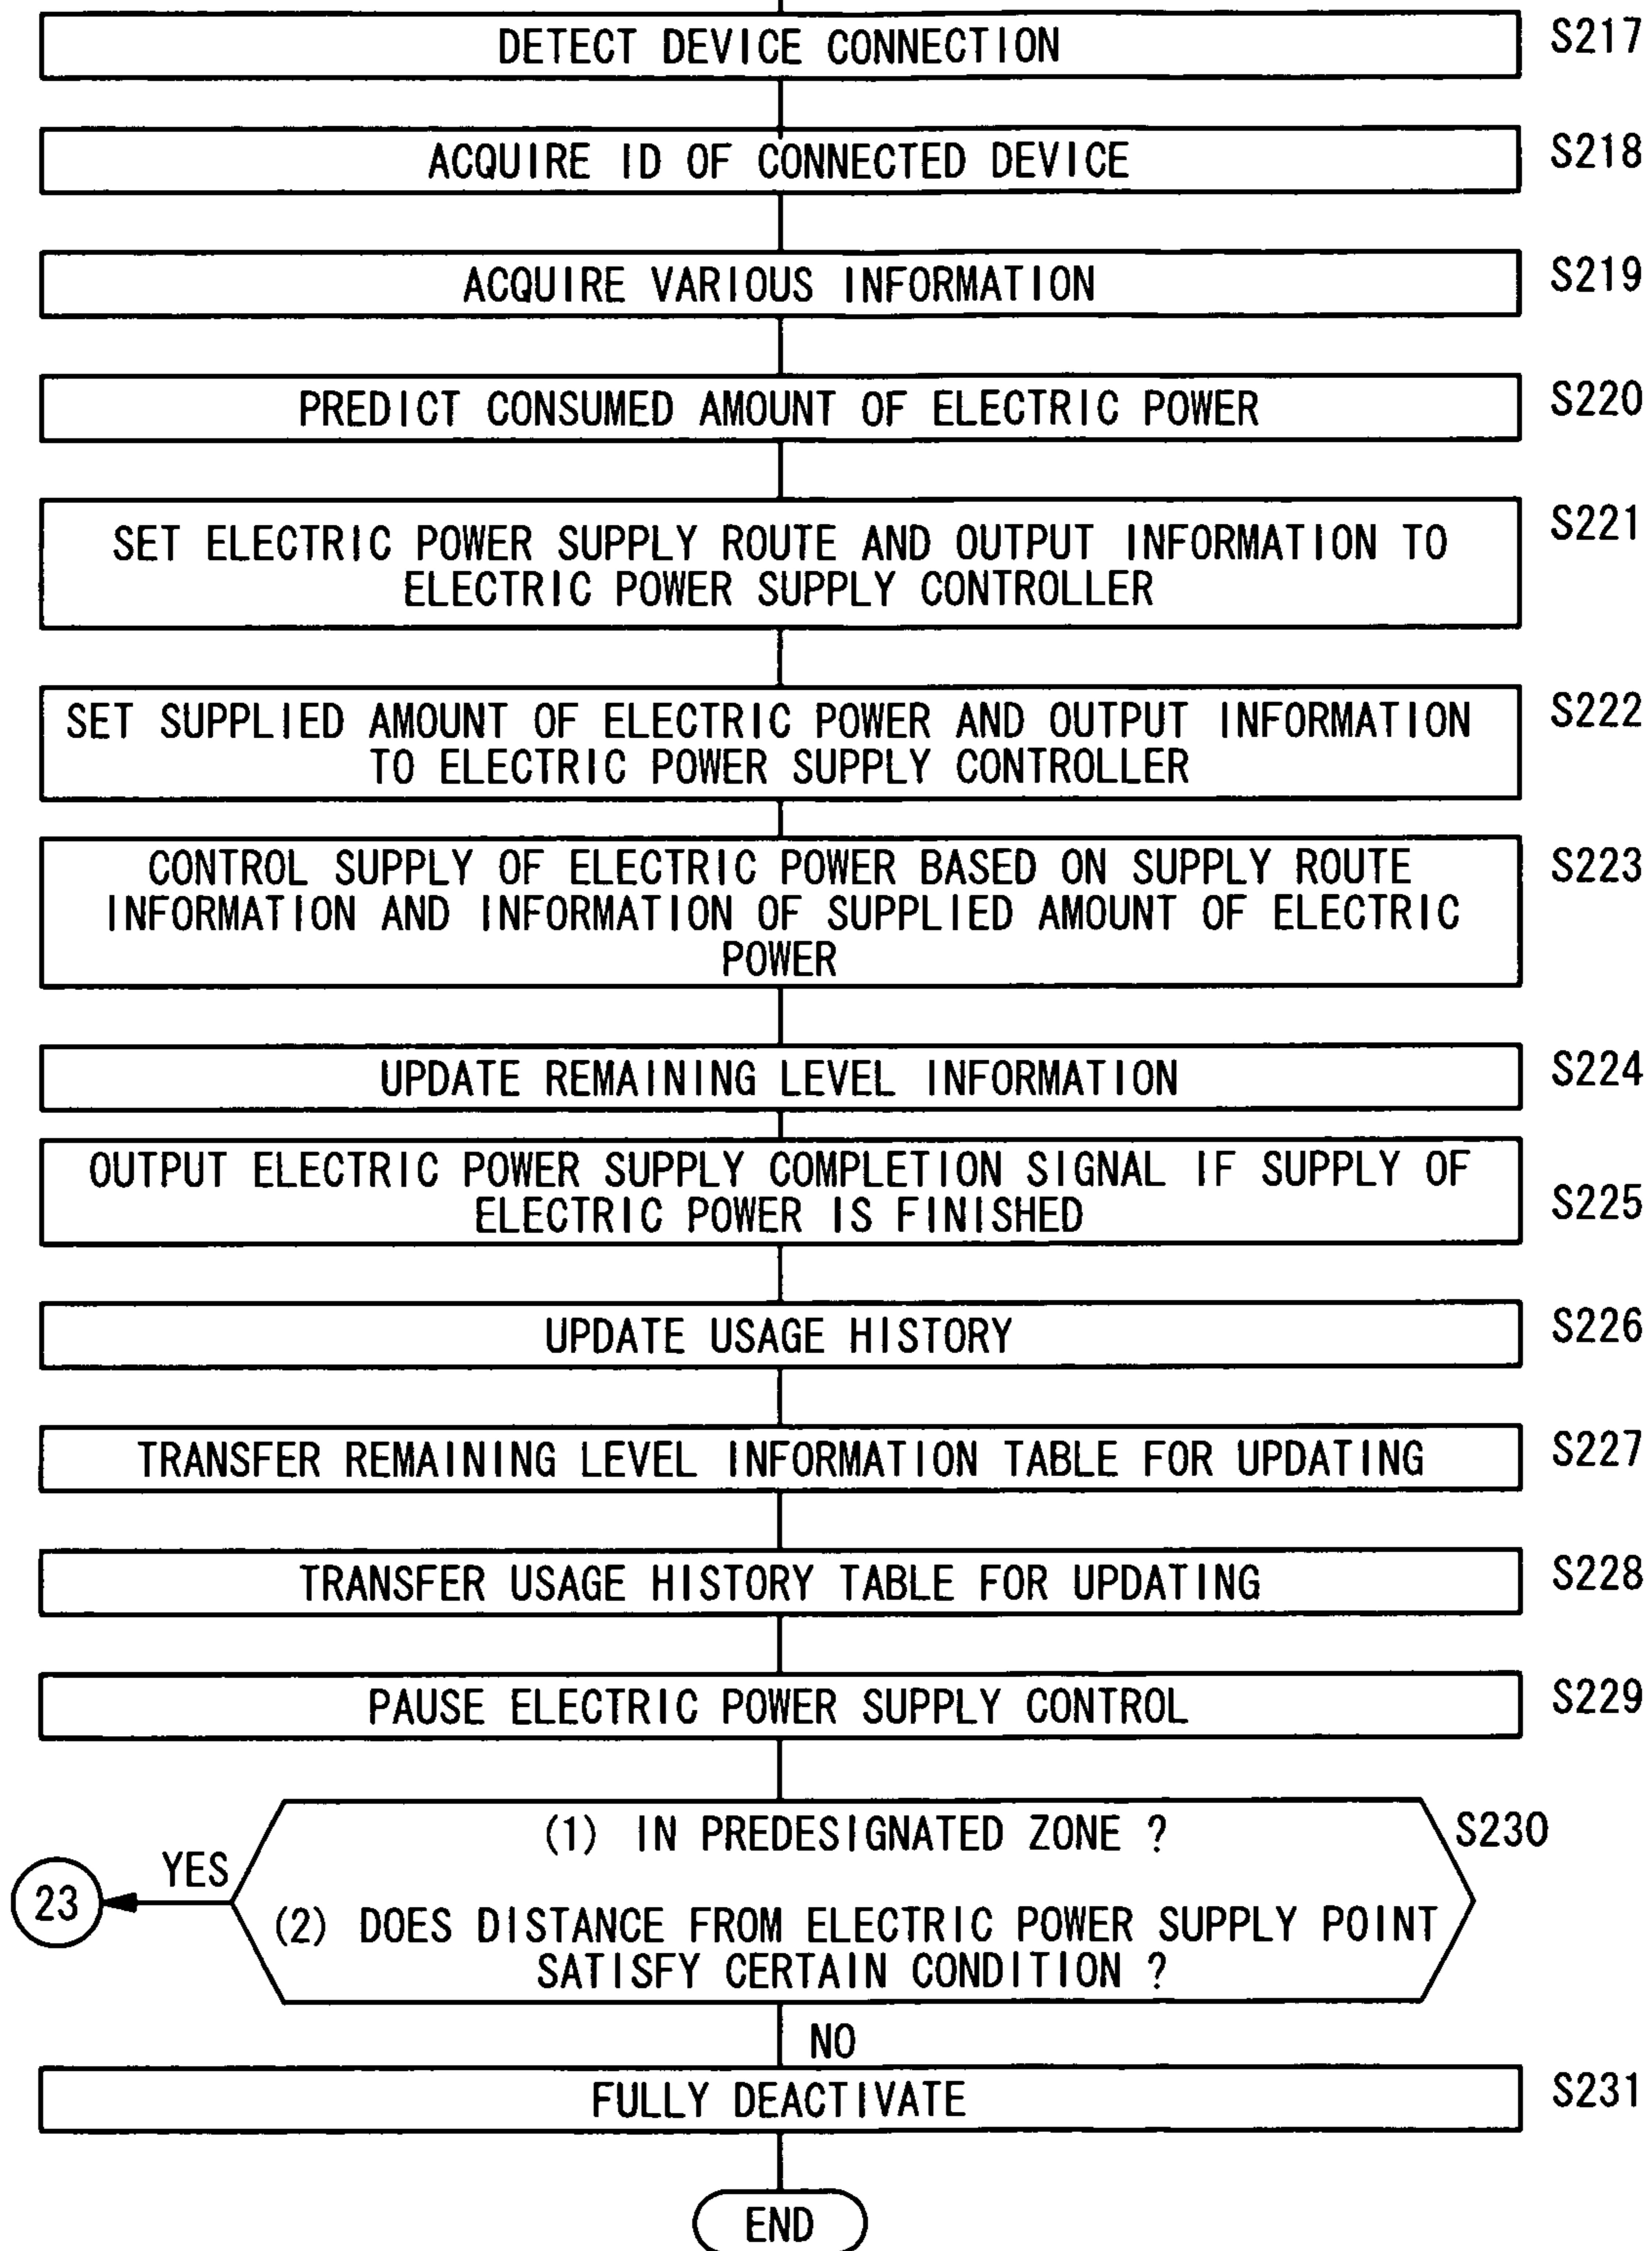 DETECT DEVICE CONNECTION
S217
ACQUIRE ID OF CONNECTED DEVICE
S218
ACQUIRE VARIOUS INFORMATION
S219
PREDICT CONSUMED AMOUNT OF ELECTRIC POWER
S220
SET ELECTRIC POWER SUPPLY ROUTE AND OUTPUT INFORMATION TO
ELECTRIC POWER SUPPLY CONTROLLER
S221
SET SUPPLIED AMOUNT OF ELECTRIC POWER AND OUTPUT INFORMATION
TO ELECTRIC POWER SUPPLY CONTROLLER
S222
CONTROL SUPPLY OF ELECTRIC POWER BASED ON SUPPLY ROUTE
INFORMATION AND INFORMATION OF SUPPLIED AMOUNT OF ELECTRIC
POWER
S223
UPDATE REMAINING LEVEL INFORMATION
S224
OUTPUT ELECTRIC POWER SUPPLY COMPLETION SIGNAL IF SUPPLY OF
ELECTRIC POWER IS FINISHED
S225
UPDATE USAGE HISTORY
S226
TRANSFER REMAINING LEVEL INFORMATION TABLE FOR UPDATING
S227
TRANSFER USAGE HISTORY TABLE FOR UPDATING
S228
PAUSE ELECTRIC POWER SUPPLY CONTROL
S229
(1) IN PREDESIGNATED ZONE ?
S230
YES
23
(2) DOES DISTANCE FROM ELECTRIC POWER SUPPLY POINT
SATISFY CERTAIN CONDITION ?
NO
FULLY DEACTIVATE
S231
END